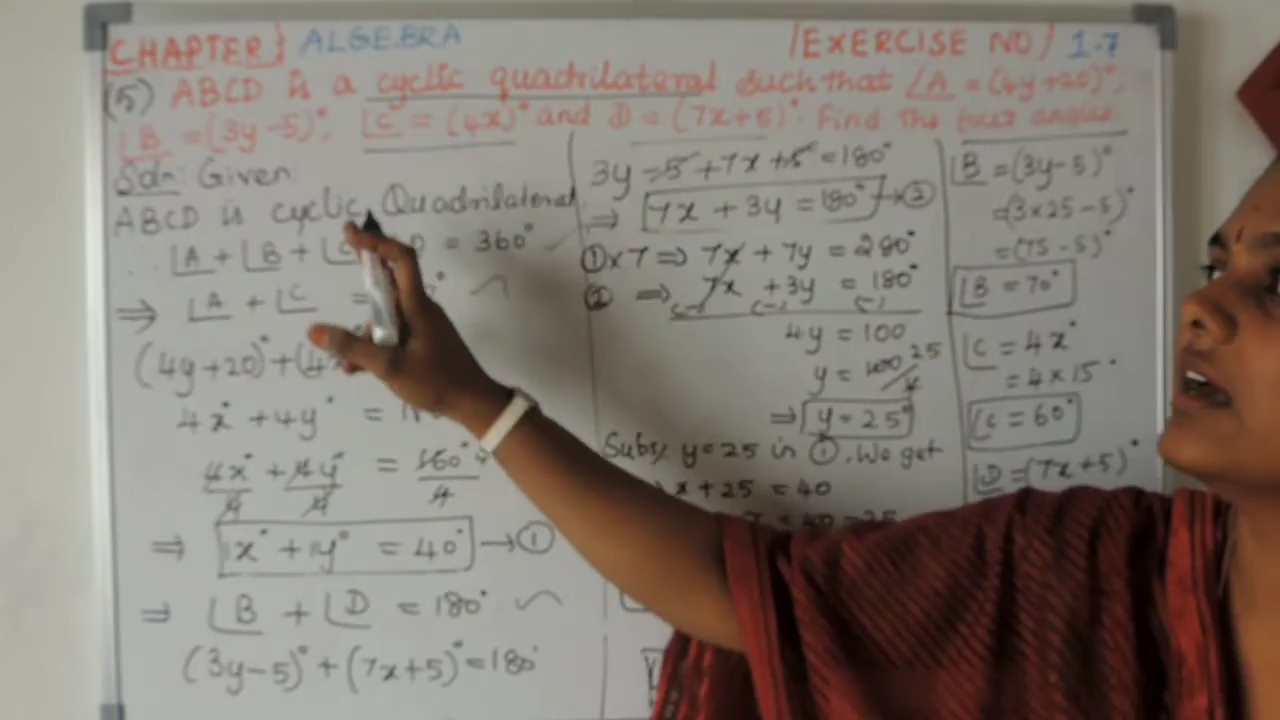 CHAPTER} ALGEBRA /EXERCISE NO/ 1.7
(5) ABCD is a cyclic quadrilateral such that ∠A = (4y+20)°,
∠B = (3y-5)°, ∠C = (4x)° and D = (7x+5)° Find the four angles.
Soln: Given:
ABCD is cyclic Quadrilateral
∴ ∠A + ∠B + ∠C D = 360°
⇒ ∠A + ∠C =
(4y+20)° + (4x
4x° + 4y° =
4x°/4 + 4y°/4 = 160°/4
⇒ 1x° + 1y° = 40° → ①
⇒ ∠B + ∠D = 180°
(3y-5)° + (7x+5)° = 180°
3y - 5 + 7x + 5 = 180°
⇒ 7x + 3y = 180° → ②
① x 7 ⇒ 7x + 7y = 280°
② ⇒ 7x + 3y = 180°
(-) (-) (-)
4y = 100
y = 100/4 25
⇒ y = 25°
Subs, y = 25 in ①. We get
x + 25 = 40
x = 40 - 25
∠B = (3y-5)°
= (3×25-5)°
= (75-5)°
∠B = 70°
∠C = 4x°
= 4×15°
∠C = 60°
∠D = (7x+5)°